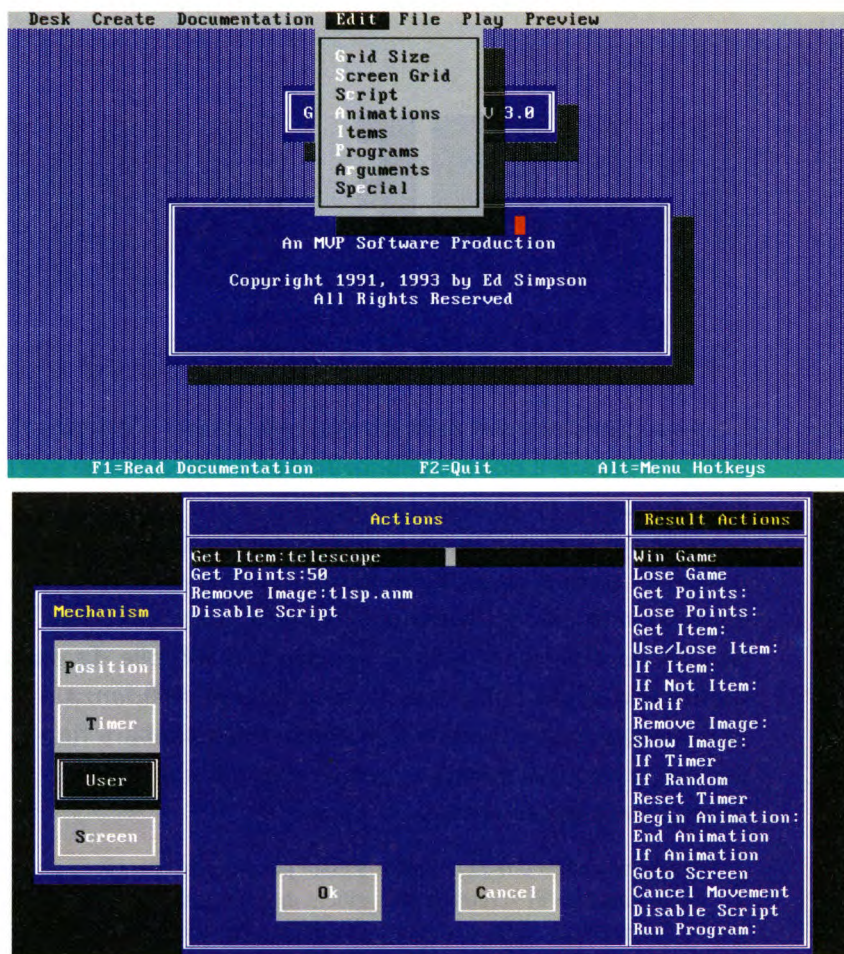 Desk Create Documentation Edit File Play Preview
Grid Size
Screen Grid
Script
Animations
Items
Programs
Arguments
Special
G
V 3.0
An MVP Software Production
Copyright 1991, 1993 by Ed Simpson
All Rights Reserved
F1=Read Documentation F2=Quit Alt=Menu Hotkeys
Mechanism
Position
Timer
User
Screen
Actions
Get Item:telescope
Get Points:50
Remove Image:tlsp.anm
Disable Script
Ok Cancel
Result Actions
Win Game
Lose Game
Get Points:
Lose Points:
Get Item:
Use/Lose Item:
If Item:
If Not Item:
Endif
Remove Image:
Show Image:
If Timer
If Random
Reset Timer
Begin Animation:
End Animation
If Animation
Goto Screen
Cancel Movement
Disable Script
Run Program: